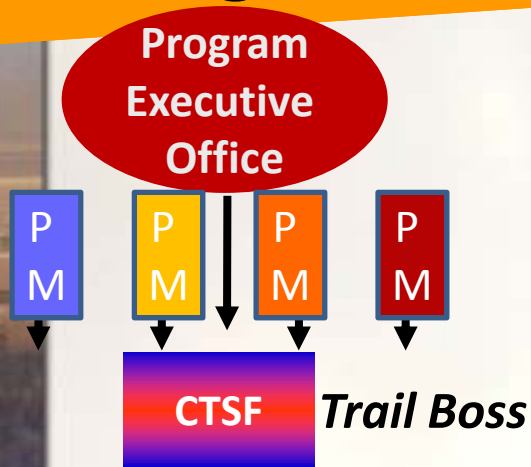 Program
Executive
Office
P P P P
M M M M
CTSF Trail Boss